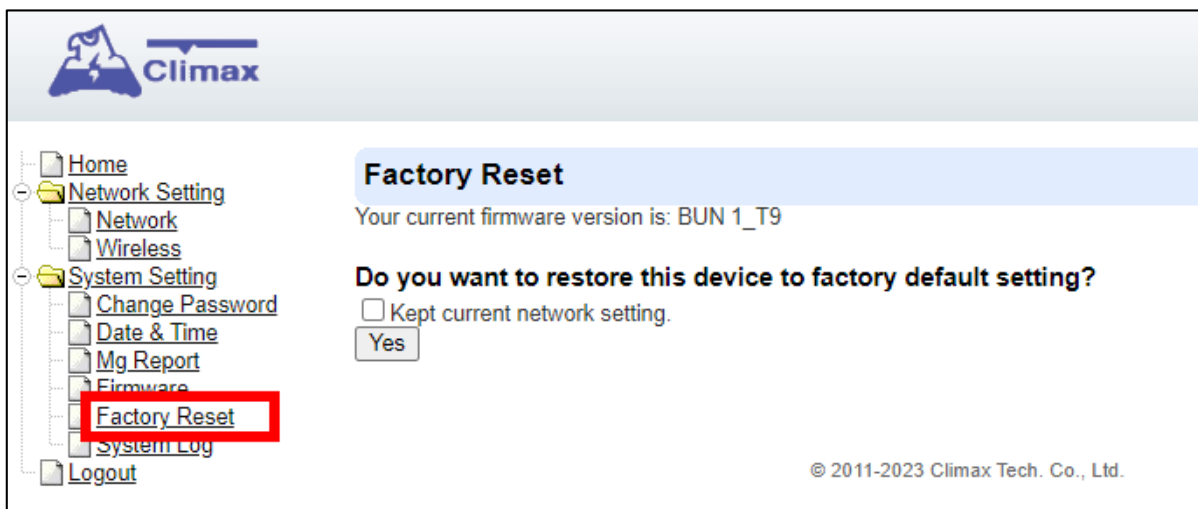 Climax
Home
Network Setting
Network
Wireless
System Setting
Change Password
Date & Time
Mg Report
Firmware
Factory Reset
System Log
Logout
Factory Reset
Your current firmware version is: BUN 1_T9
Do you want to restore this device to factory default setting?
Kept current network setting.
Yes
© 2011-2023 Climax Tech. Co., Ltd.